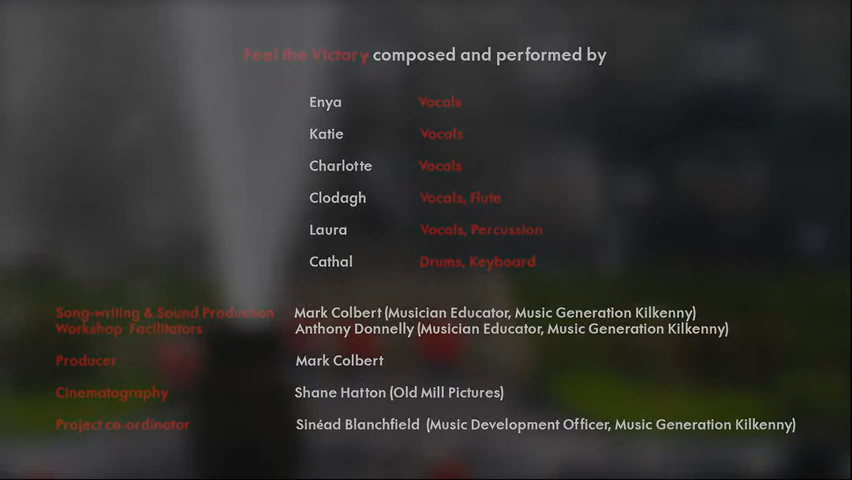 Feel the Victory composed and performed by
Enya Vocals
Katie Vocals
Charlotte Vocals
Clodagh Vocals, Flute
Laura Vocals, Percussion
Cathal Drums, Keyboard
Song-writing & Sound Production Mark Colbert (Musician Educator, Music Generation Kilkenny)
Workshop Facilitators Anthony Donnelly (Musician Educator, Music Generation Kilkenny)
Producer Mark Colbert
Cinematography Shane Hatton (Old Mill Pictures)
Project co-ordinator Sinéad Blanchfield (Music Development Officer, Music Generation Kilkenny)